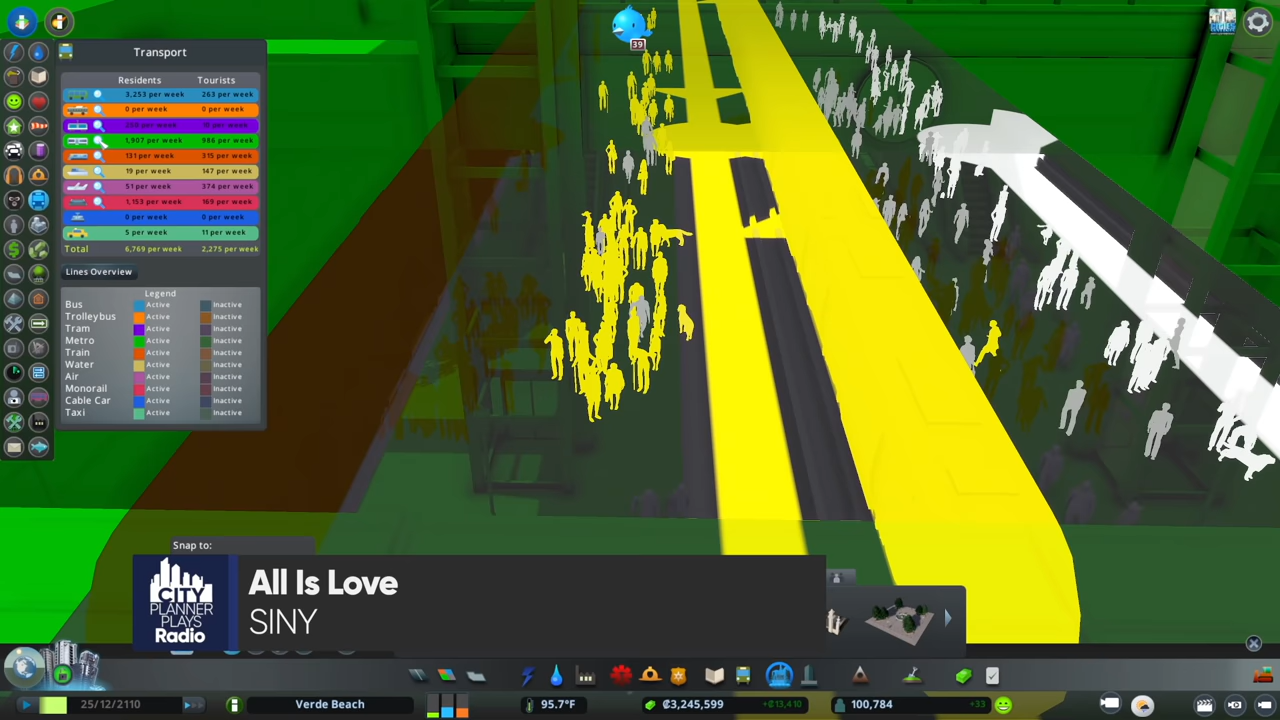 39
Transport
Residents Tourists
3,253 per week 263 per week
0 per week 0 per week
1,907 per week 986 per week
131 per week 315 per week
19 per week 147 per week
51 per week 374 per week
1,153 per week 169 per week
0 per week 0 per week
5 per week 11 per week
Total 6,769 per week 2,275 per week
Lines Overview
Legend
Bus Active Inactive
Trolleybus Active Inactive
Tram Active Inactive
Metro Active Inactive
Train Active Inactive
Water Active Inactive
Air Active Inactive
Monorail Active Inactive
Cable Car Active Inactive
Taxi Active Inactive
Snap to:
CITY
PLANNER
PLAYS
Radio
All Is Love
SINY
25/12/2110
Verde Beach
95.7°F
₡3,245,599
+₡13,410
100,784
+33